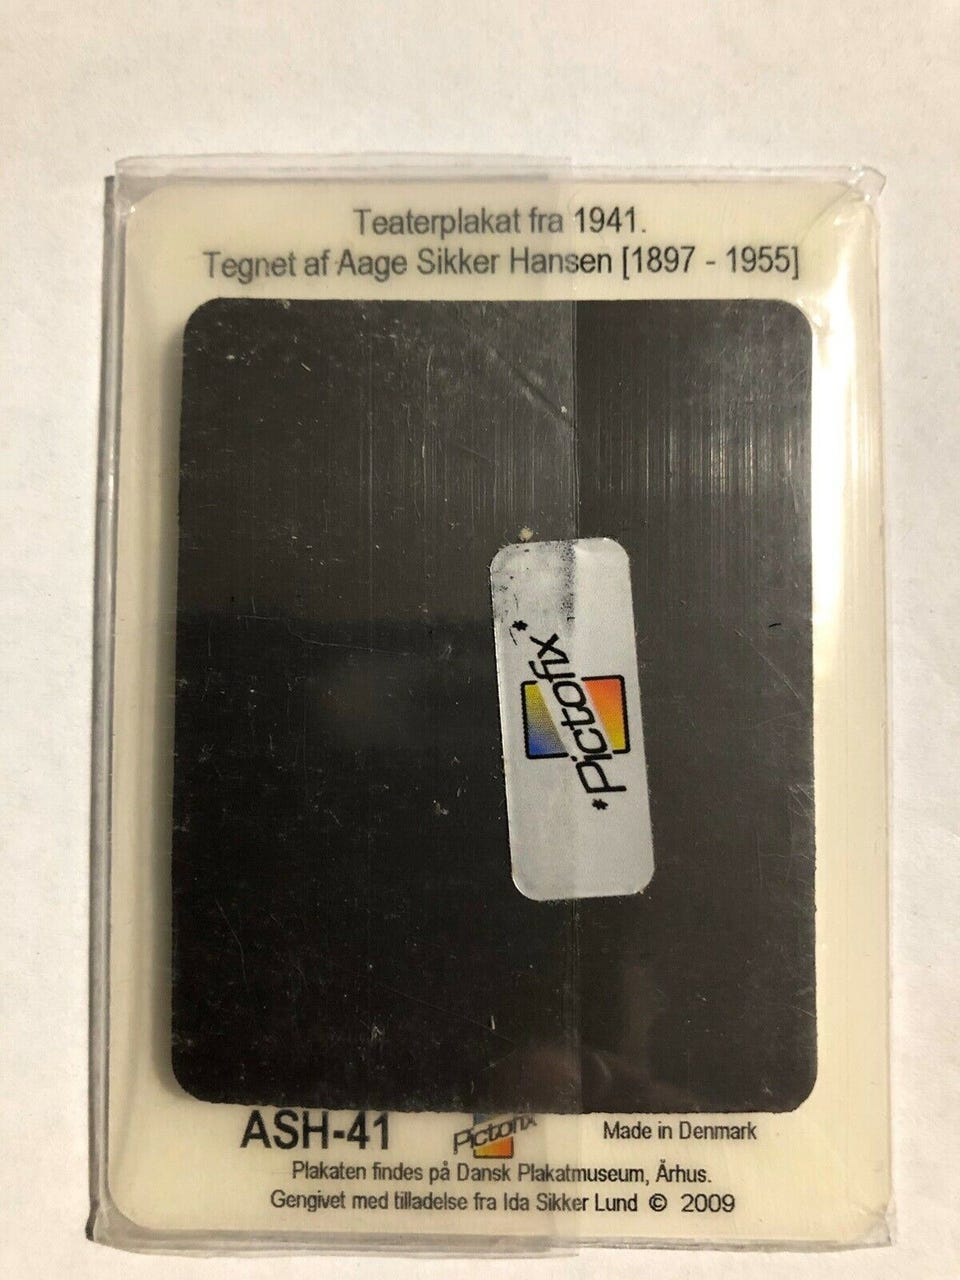 Teaterplakat fra 1941.
Tegnet af Aage Sikker Hansen [1897 - 1955]
*Pictofix*
ASH-41
Pictofix
Made in Denmark
Plakaten findes på Dansk Plakatmuseum, Århus.
Gengivet med tilladelse fra Ida Sikker Lund © 2009